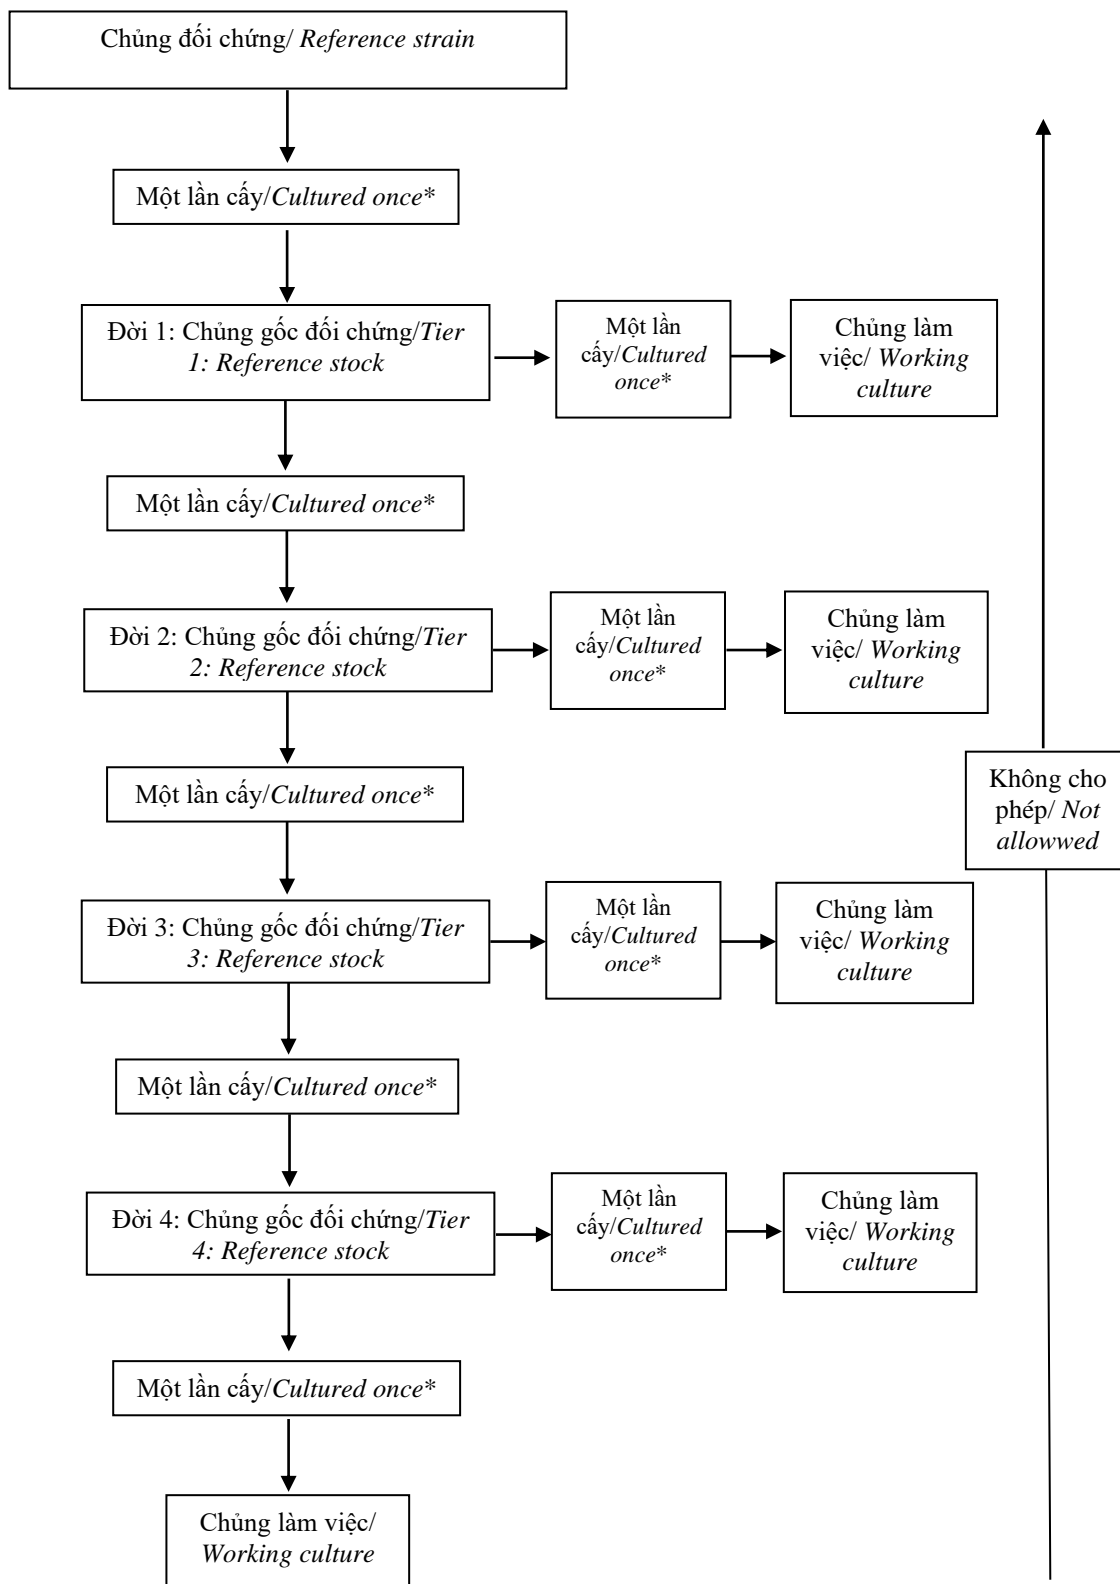 Chủng đối chứng/ Reference strain
Một lần cấy/Cultured once*
Đời 1: Chủng gốc đối chứng/Tier
1: Reference stock
Một lần
cấy/Cultured
once*
Chủng làm
việc/ Working
culture
Một lần cấy/Cultured once*
Đời 2: Chủng gốc đối chứng/Tier
2: Reference stock
Một lần
cấy/Cultured
once*
Chủng làm
việc/ Working
culture
Một lần cấy/Cultured once*
Không cho
phép/ Not
allowwed
Đời 3: Chủng gốc đối chứng/Tier
3: Reference stock
Một lần
cấy/Cultured
once*
Chủng làm
việc/ Working
culture
Một lần cấy/Cultured once*
Đời 4: Chủng gốc đối chứng/Tier
4: Reference stock
Một lần
cấy/Cultured
once*
Chủng làm
việc/ Working
culture
Một lần cấy/Cultured once*
Chủng làm việc/
Working culture